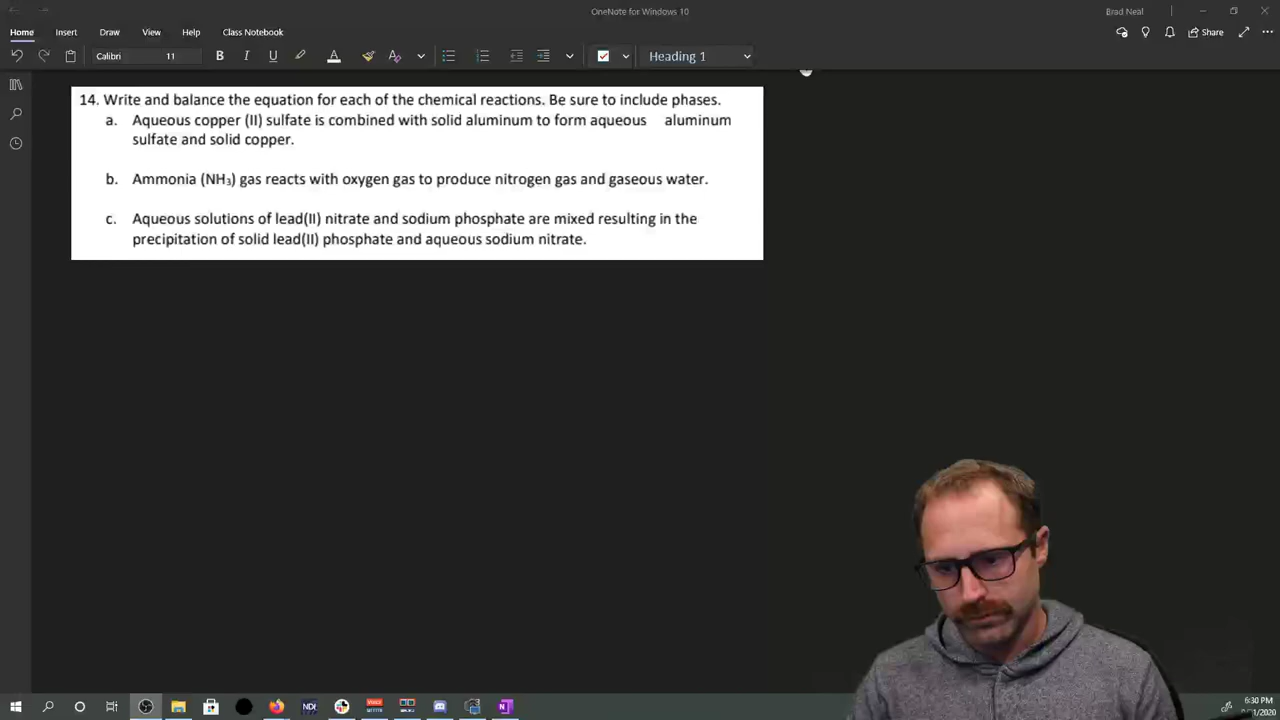 OneNote for Windows 10
Brad Neal
Home Insert Draw View Help Class Notebook
Share
Calibri 11 B I U A Heading 1
14. Write and balance the equation for each of the chemical reactions. Be sure to include phases.
a. Aqueous copper (II) sulfate is combined with solid aluminum to form aqueous aluminum
sulfate and solid copper.
b. Ammonia (NH₃) gas reacts with oxygen gas to produce nitrogen gas and gaseous water.
c. Aqueous solutions of lead(II) nitrate and sodium phosphate are mixed resulting in the
precipitation of solid lead(II) phosphate and aqueous sodium nitrate.
NDI
6:30 PM